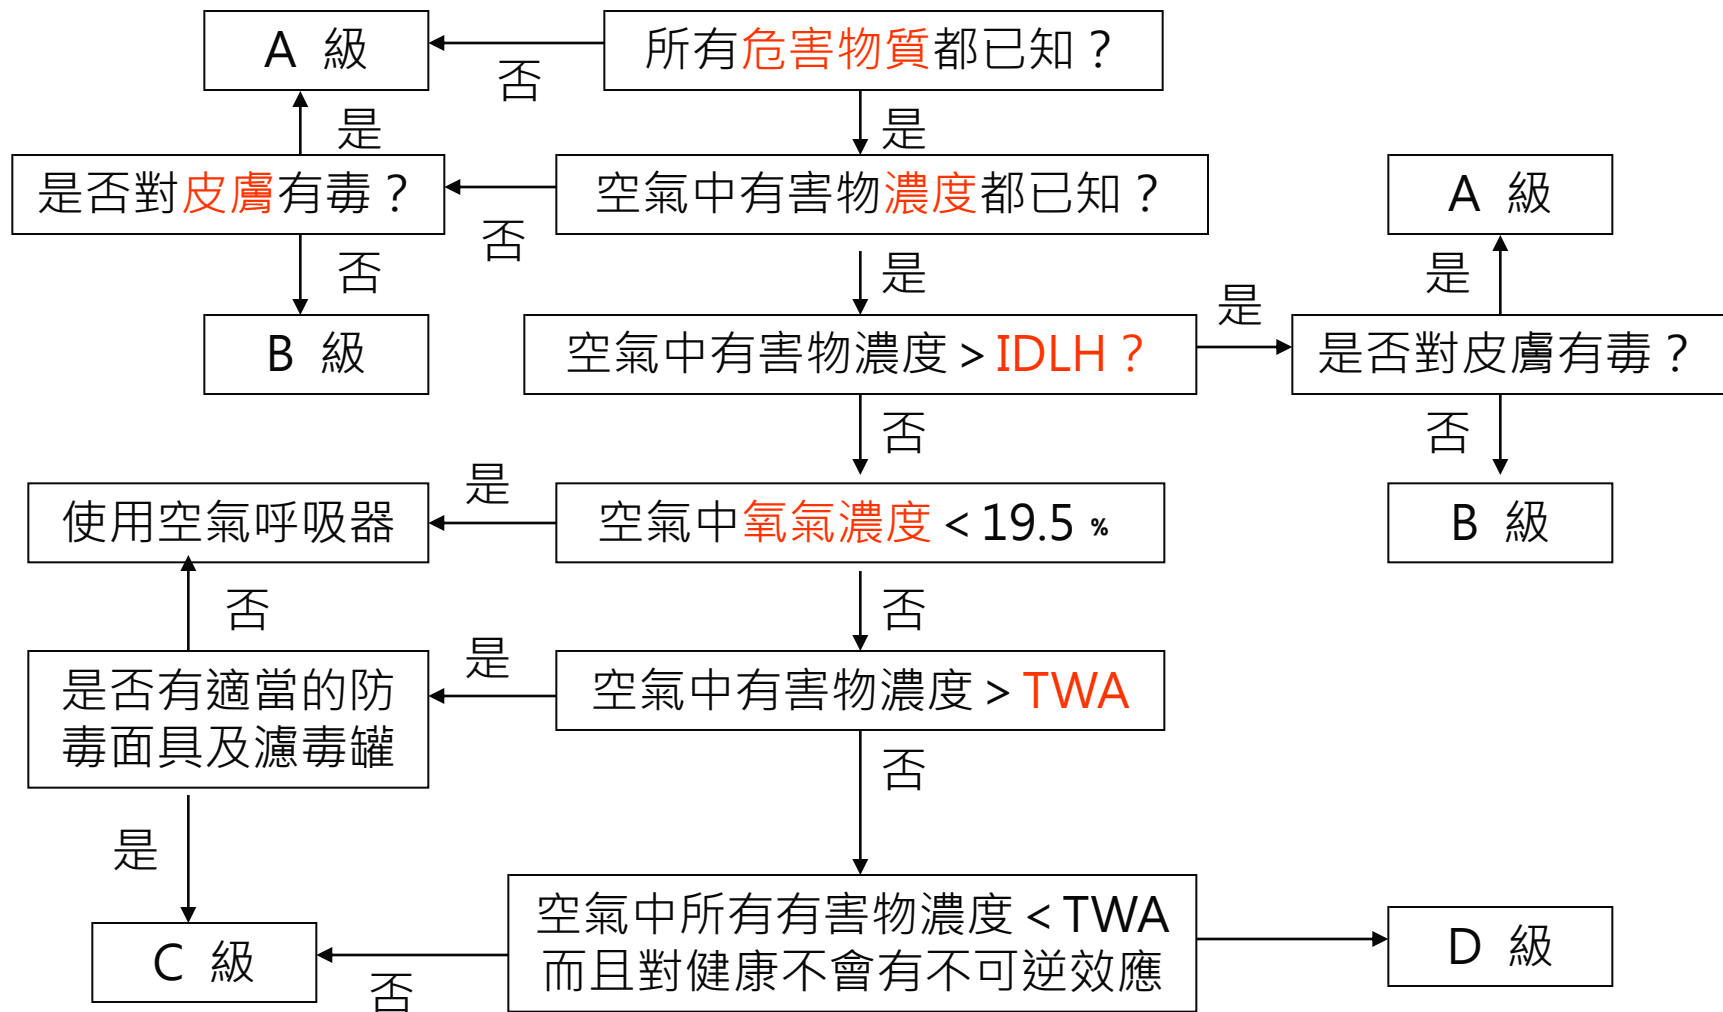 A 級
所有危害物質都已知？
否
是
是
是否對皮膚有毒？
空氣中有害物濃度都已知？
A 級
否
否
是
是
是
B 級
空氣中有害物濃度＞IDLH？
是否對皮膚有毒？
否
否
是
使用空氣呼吸器
空氣中氧氣濃度＜19.5 %
B 級
否
否
是
是否有適當的防
毒面具及濾毒罐
空氣中有害物濃度＞TWA
否
是
空氣中所有有害物濃度＜TWA
而且對健康不會有不可逆效應
C 級
D 級
否